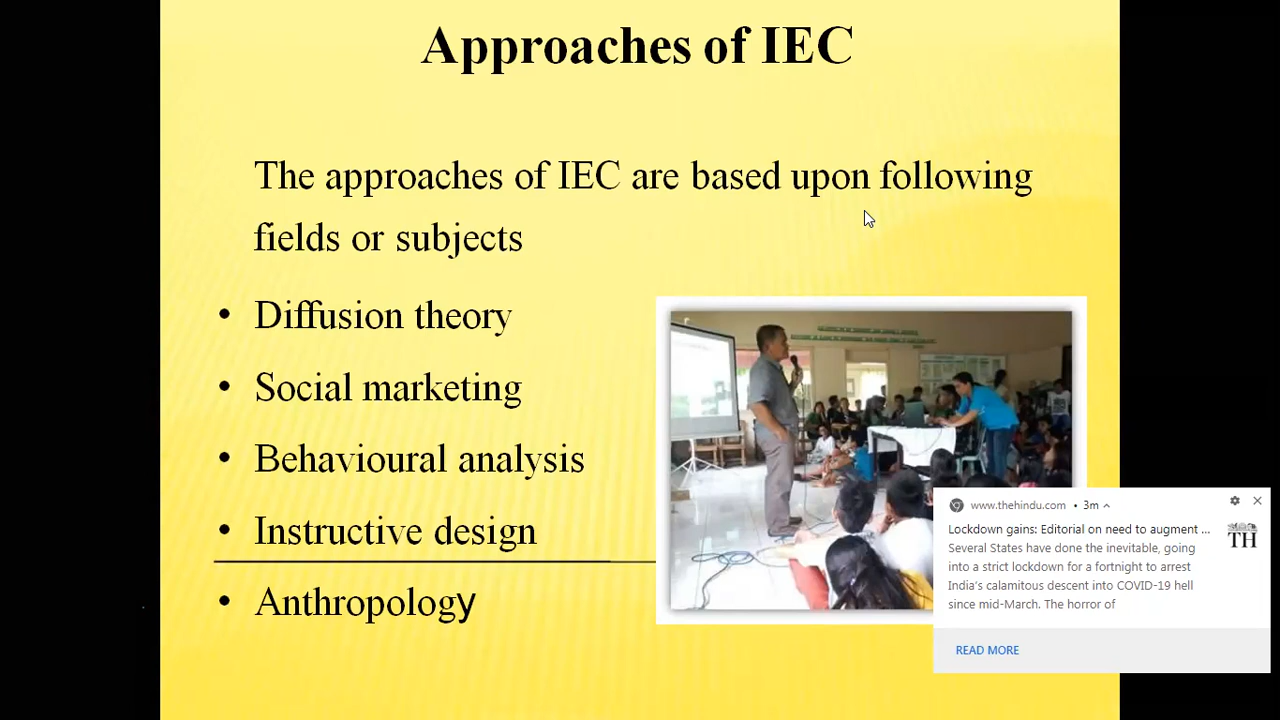 Approaches of IEC
The approaches of IEC are based upon following
fields or subjects
• Diffusion theory
• Social marketing
• Behavioural analysis
• Instructive design
• Anthropology
www.thehindu.com • 3m
Lockdown gains: Editorial on need to augment ...
Several States have done the inevitable, going
into a strict lockdown for a fortnight to arrest
India's calamitous descent into COVID-19 hell
since mid-March. The horror of
TH
READ MORE